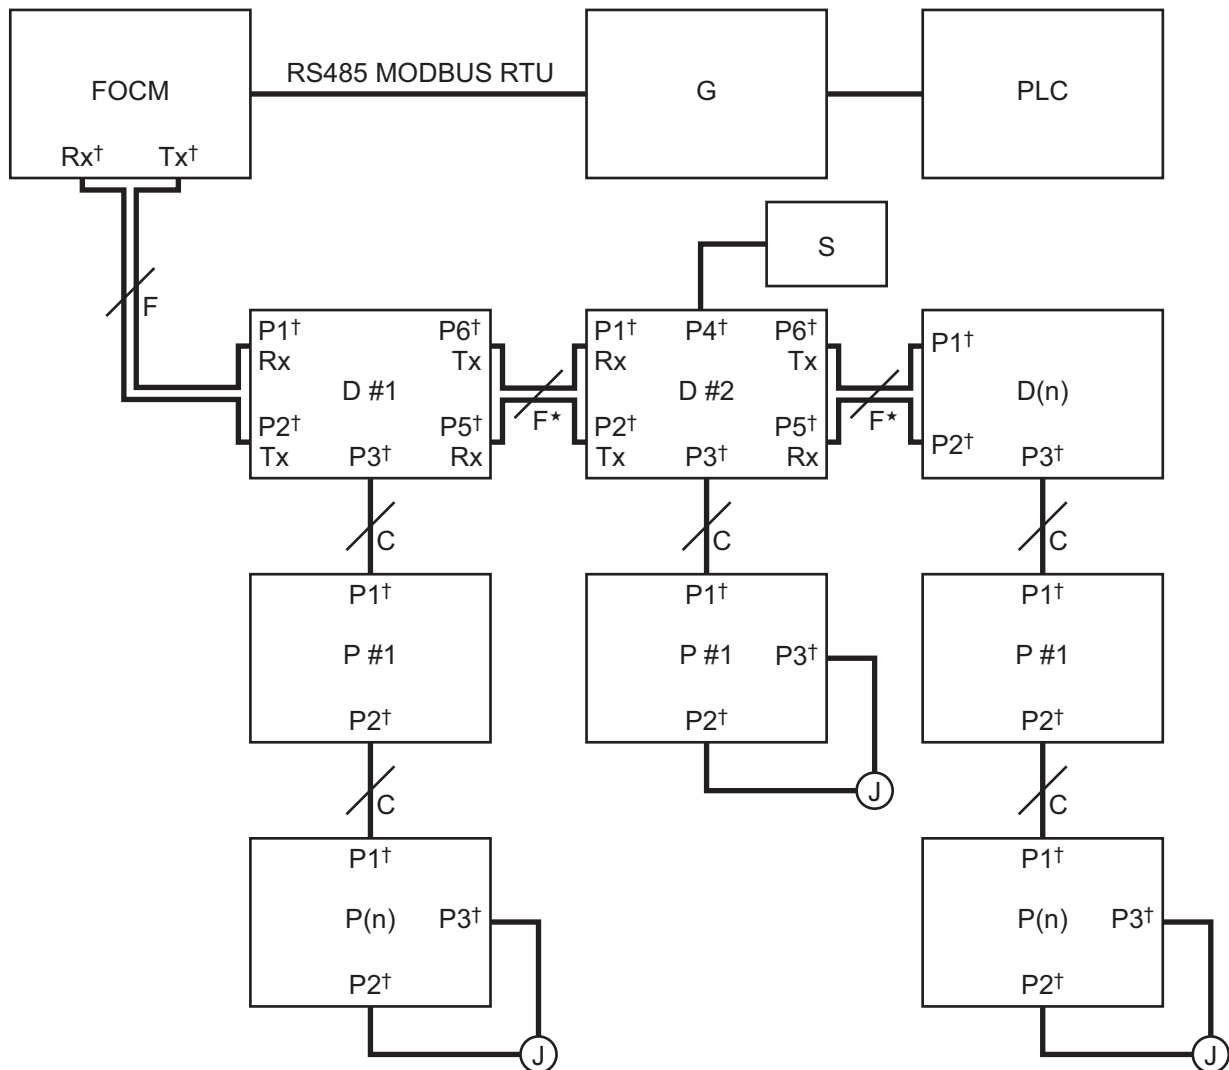 RS485 MODBUS RTU
FOCM
G
PLC
Rx†
Tx†
S
F
P1†
Rx
P6†
Tx
D #1
P2†
Tx
P3†
P5†
Rx
F★
P1†
Rx
P4†
P6†
Tx
D #2
P2†
Tx
P3†
P5†
Rx
F★
P1†
D(n)
P2†
P3†
C
C
C
P1†
P #1
P2†
P1†
P #1
P3†
P2†
J
P1†
P #1
P2†
C
C
P1†
P(n)
P3†
P2†
J
P1†
P(n)
P3†
P2†
J